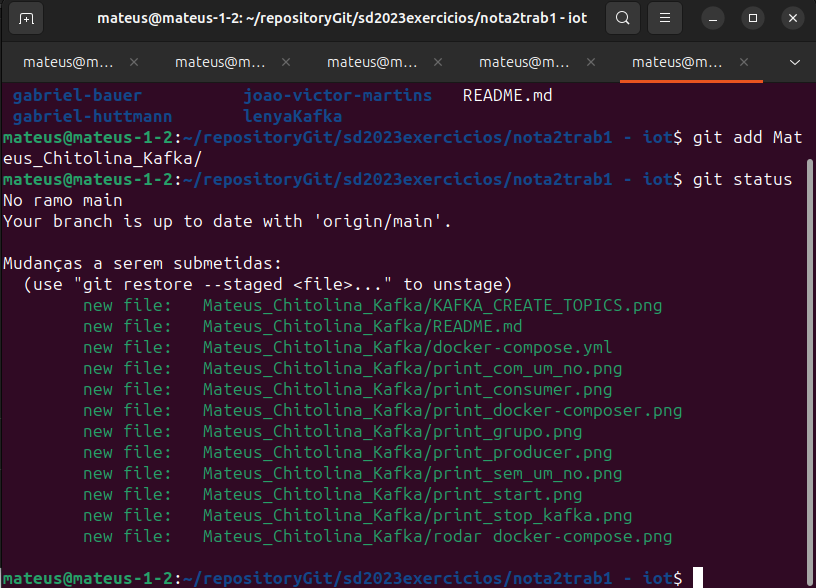 mateus@mateus-1-2: ~/repositoryGit/sd2023exercicios/nota2trab1 - iot
mateus@m... × mateus@m... × mateus@m... × mateus@m... × mateus@m... ×
gabriel-bauer joao-victor-martins README.md
gabriel-huttmann lenyaKafka
mateus@mateus-1-2:~/repositoryGit/sd2023exercicios/nota2trab1 - iot$ git add Mat
eus_Chitolina_Kafka/
mateus@mateus-1-2:~/repositoryGit/sd2023exercicios/nota2trab1 - iot$ git status
No ramo main
Your branch is up to date with 'origin/main'.
Mudanças a serem submetidas:
(use "git restore --staged <file>..." to unstage)
new file: Mateus_Chitolina_Kafka/KAFKA_CREATE_TOPICS.png
new file: Mateus_Chitolina_Kafka/README.md
new file: Mateus_Chitolina_Kafka/docker-compose.yml
new file: Mateus_Chitolina_Kafka/print_com_um_no.png
new file: Mateus_Chitolina_Kafka/print_consumer.png
new file: Mateus_Chitolina_Kafka/print_docker-composer.png
new file: Mateus_Chitolina_Kafka/print_grupo.png
new file: Mateus_Chitolina_Kafka/print_producer.png
new file: Mateus_Chitolina_Kafka/print_sem_um_no.png
new file: Mateus_Chitolina_Kafka/print_start.png
new file: Mateus_Chitolina_Kafka/print_stop_kafka.png
new file: Mateus_Chitolina_Kafka/rodar docker-compose.png
mateus@mateus-1-2:~/repositoryGit/sd2023exercicios/nota2trab1 - iot$